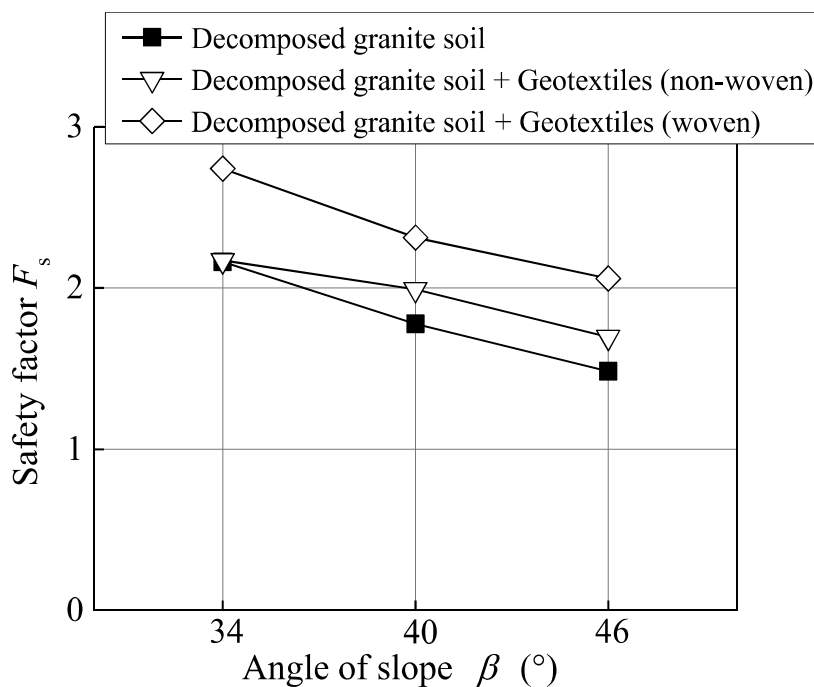 Decomposed granite soil
Decomposed granite soil + Geotextiles (non-woven)
Decomposed granite soil + Geotextiles (woven)
3
2
1
0
Safety factor Fs
34 40 46
Angle of slope β (°)